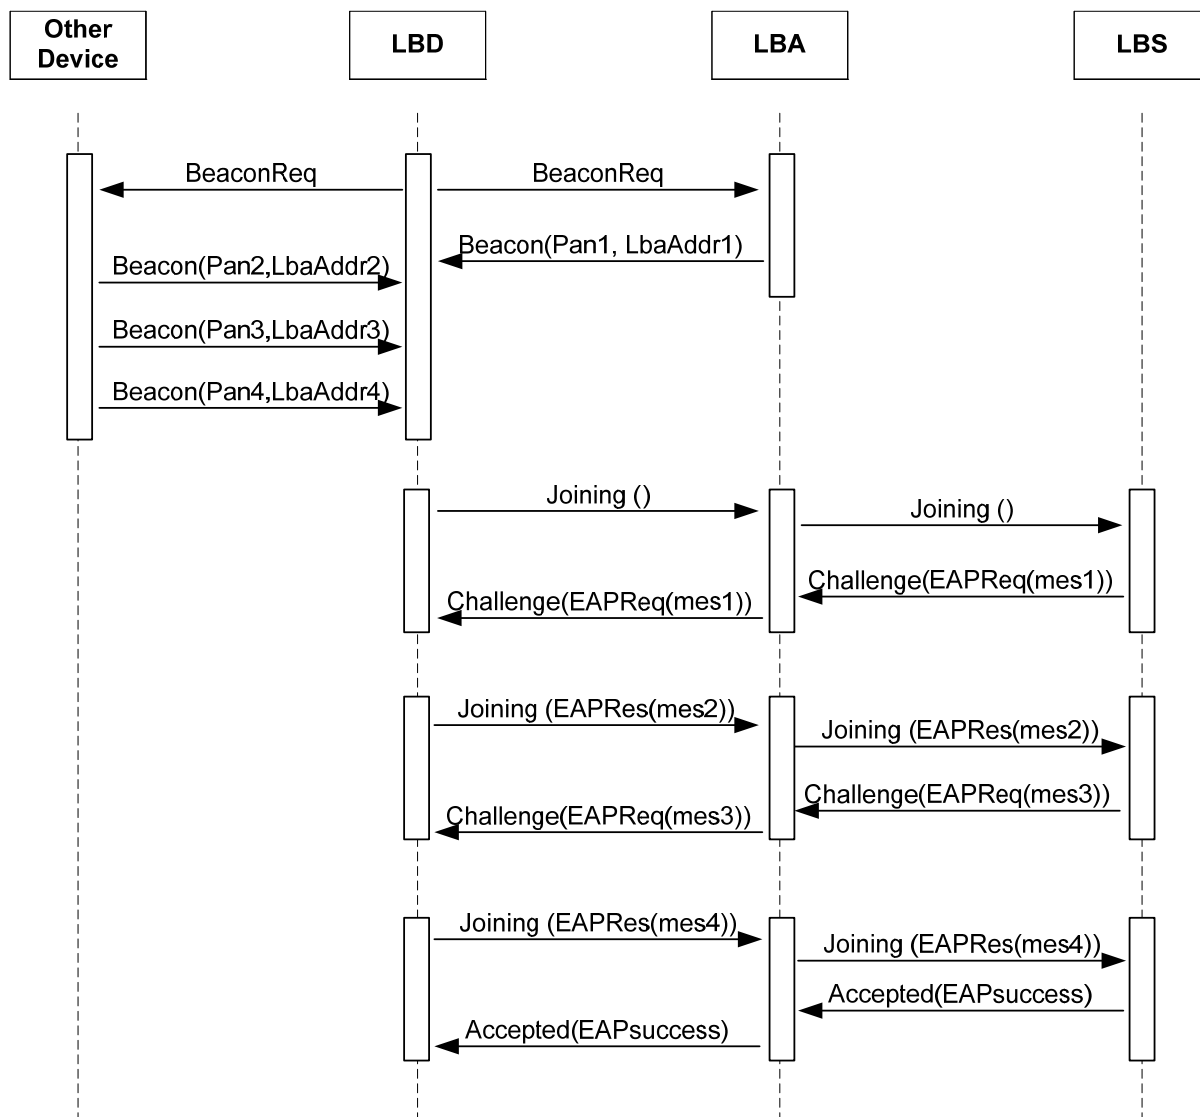 Other
Device
LBD
LBA
LBS
BeaconReq
BeaconReq
Beacon(Pan1, LbaAddr1)
Beacon(Pan2,LbaAddr2)
Beacon(Pan3,LbaAddr3)
Beacon(Pan4,LbaAddr4)
Joining ()
Joining ()
Challenge(EAPReq(mes1))
Challenge(EAPReq(mes1))
Joining (EAPRes(mes2))
Joining (EAPRes(mes2))
Challenge(EAPReq(mes3))
Challenge(EAPReq(mes3))
Joining (EAPRes(mes4))
Joining (EAPRes(mes4))
Accepted(EAPsuccess)
Accepted(EAPsuccess)